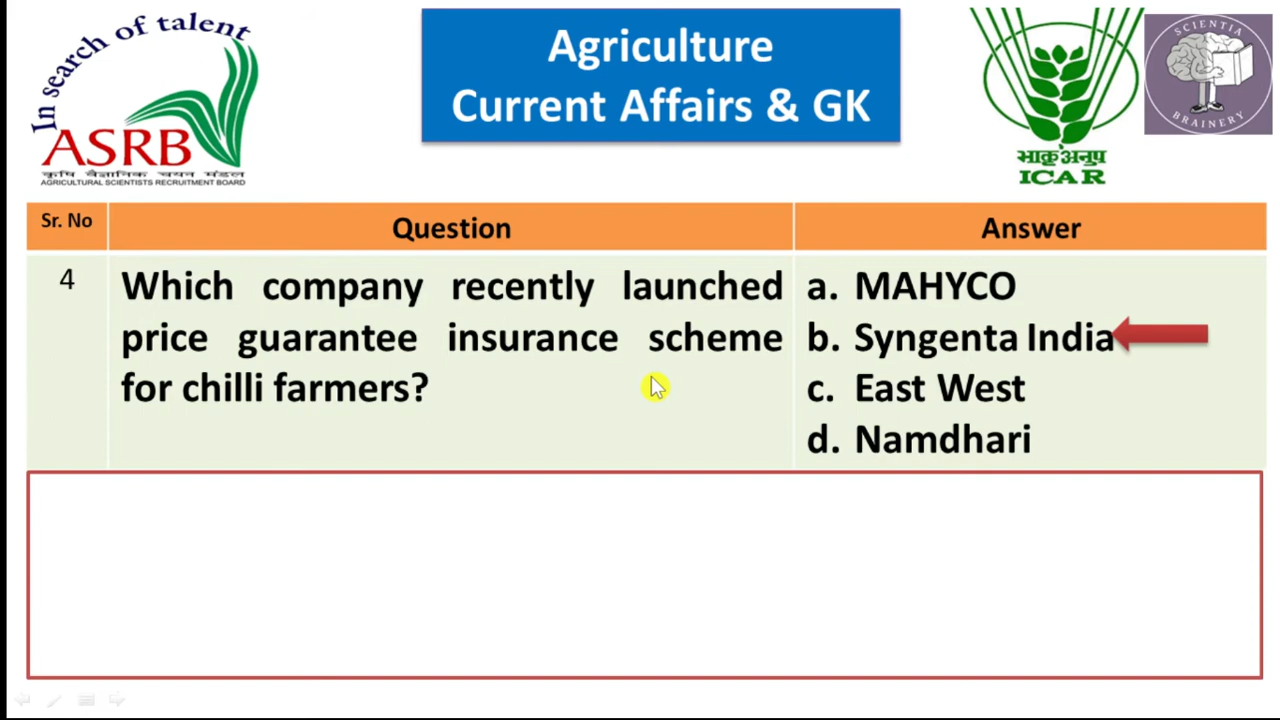 In search of talent
ASRB
कृषि वैज्ञानिक चयन मंडल
AGRICULTURAL SCIENTISTS RECRUITMENT BOARD
Agriculture
Current Affairs & GK
भाकृअनुप
ICAR
SCIENTIA
BRAINERY
Sr. No
Question
Answer
4
Which company recently launched
price guarantee insurance scheme
for chilli farmers?
a. MAHYCO
b. Syngenta India
c. East West
d. Namdhari